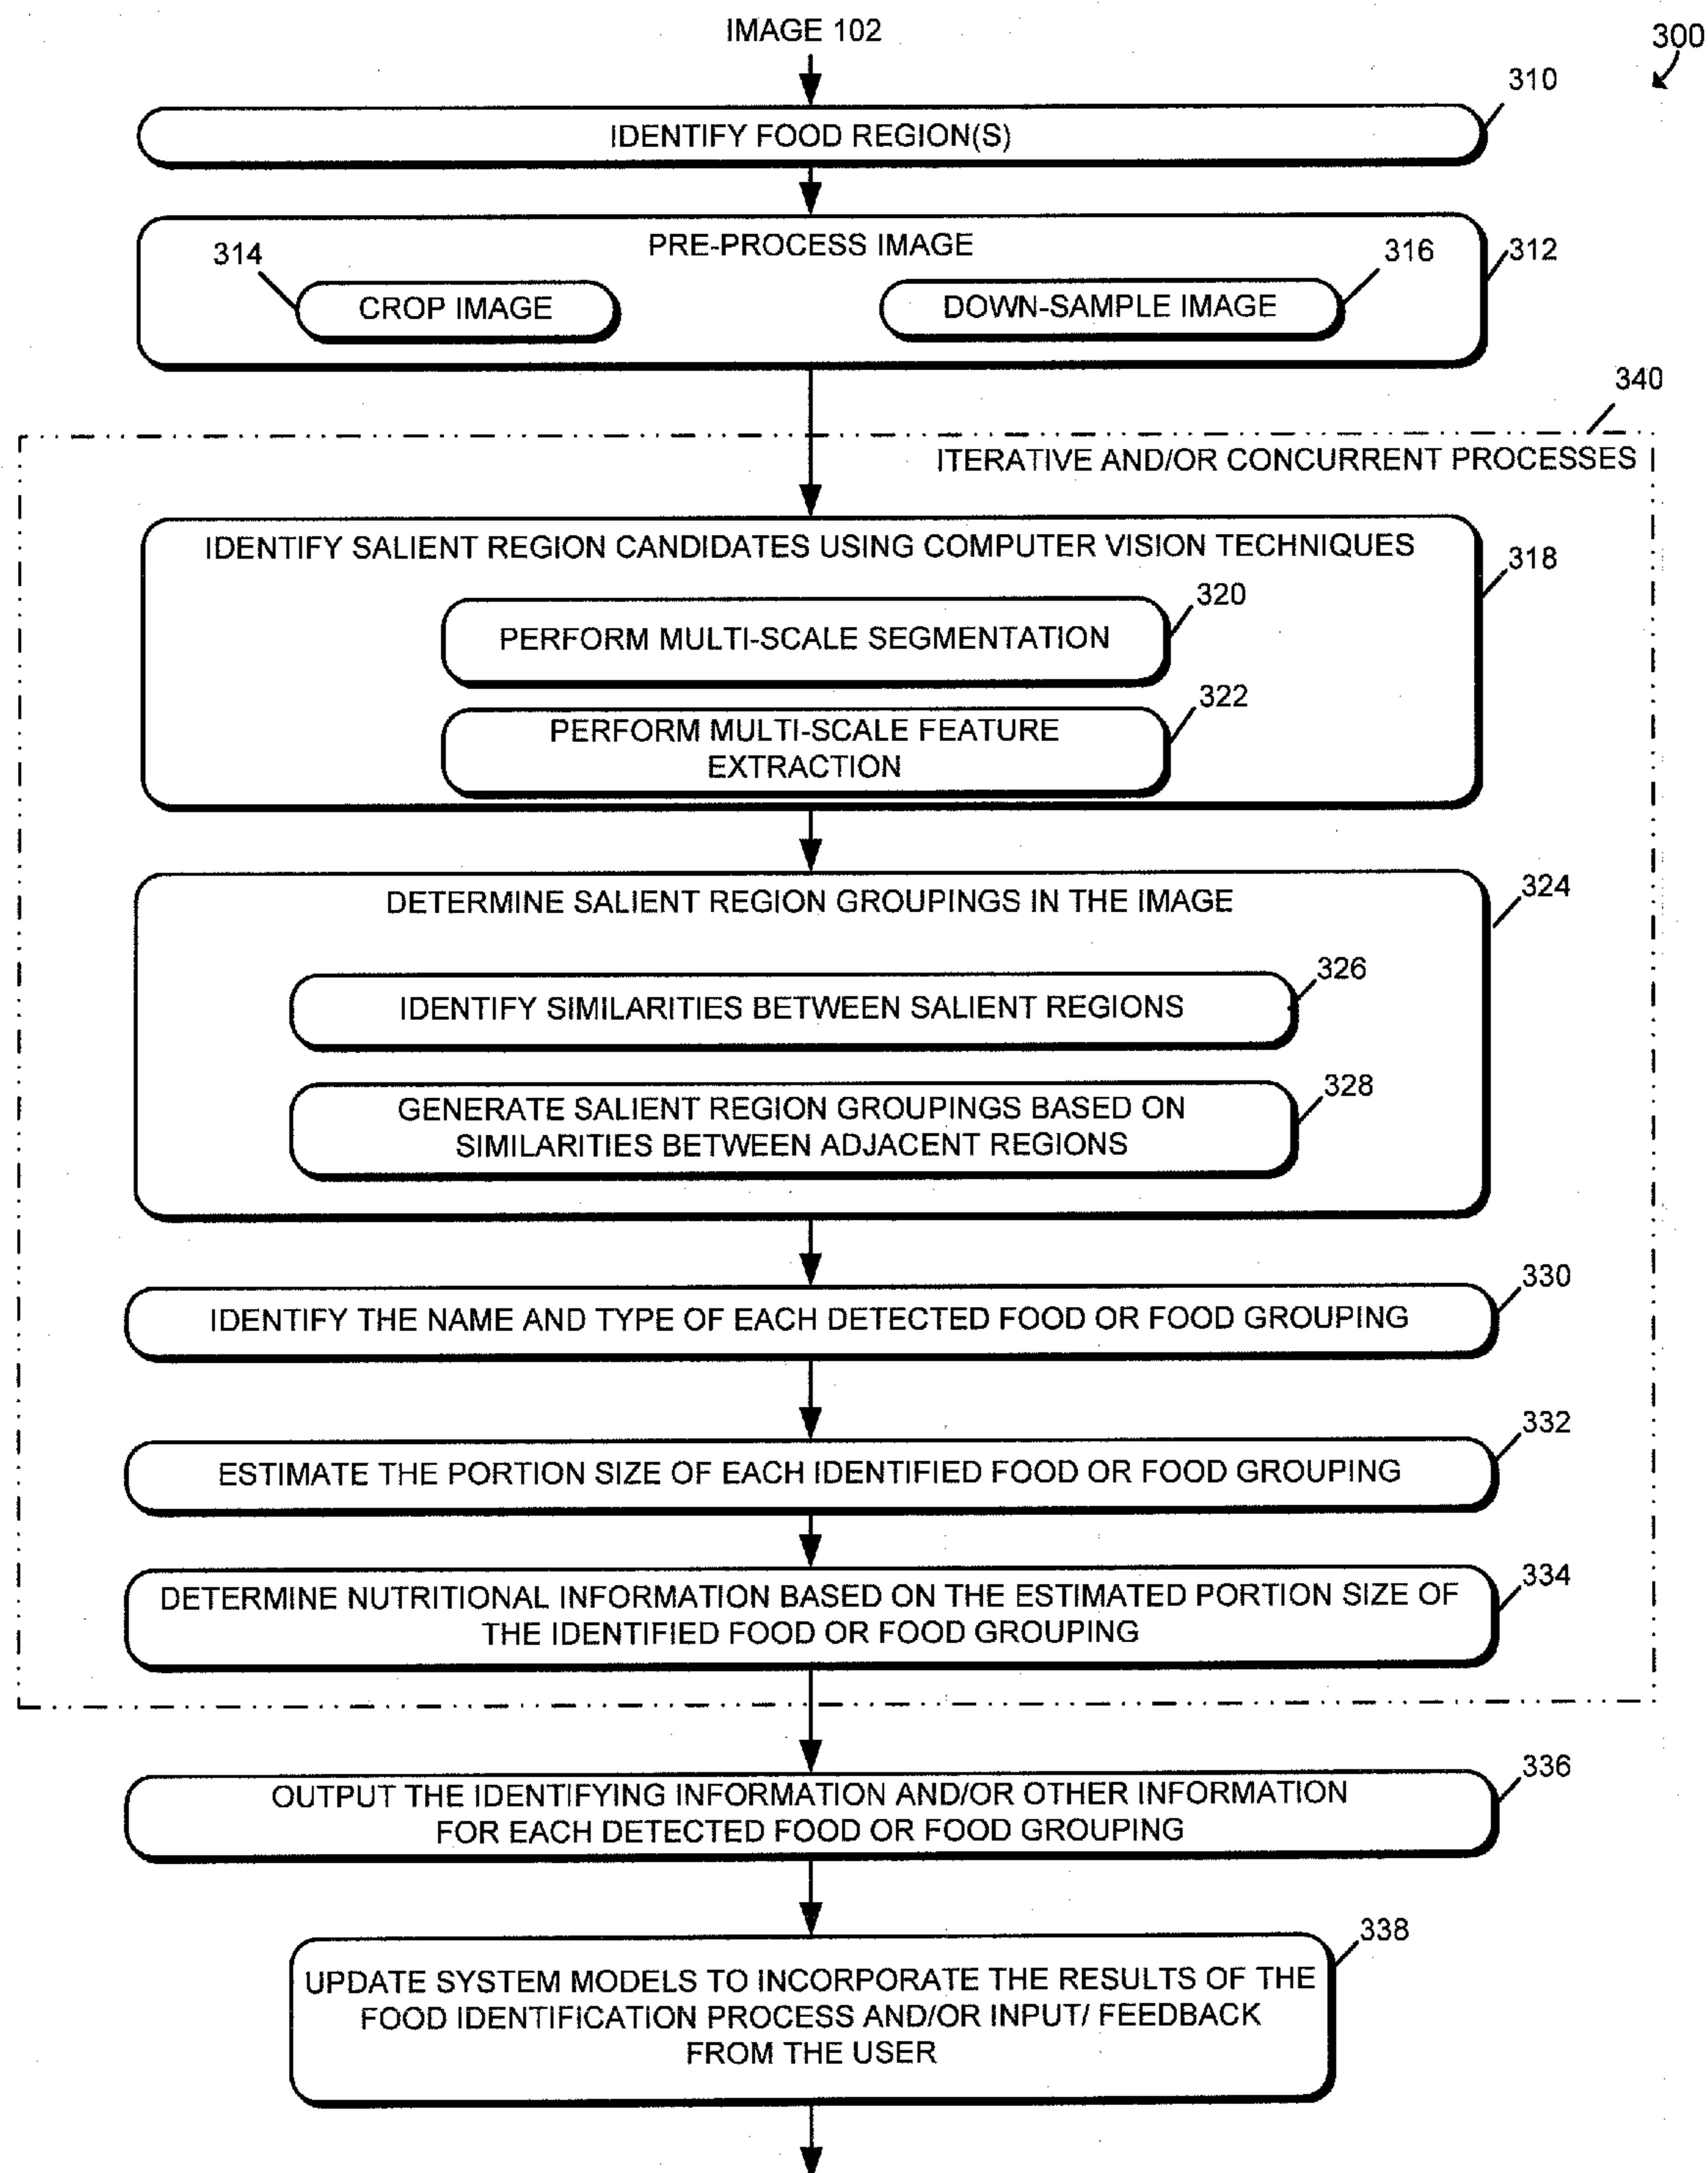 IMAGE 102
300
310
IDENTIFY FOOD REGION(S)
PRE-PROCESS IMAGE
312
314
316
CROP IMAGE
DOWN-SAMPLE IMAGE
340
ITERATIVE AND/OR CONCURRENT PROCESSES
IDENTIFY SALIENT REGION CANDIDATES USING COMPUTER VISION TECHNIQUES
318
320
PERFORM MULTI-SCALE SEGMENTATION
322
PERFORM MULTI-SCALE FEATURE
EXTRACTION
324
DETERMINE SALIENT REGION GROUPINGS IN THE IMAGE
326
IDENTIFY SIMILARITIES BETWEEN SALIENT REGIONS
328
GENERATE SALIENT REGION GROUPINGS BASED ON
SIMILARITIES BETWEEN ADJACENT REGIONS
330
IDENTIFY THE NAME AND TYPE OF EACH DETECTED FOOD OR FOOD GROUPING
332
ESTIMATE THE PORTION SIZE OF EACH IDENTIFIED FOOD OR FOOD GROUPING
334
DETERMINE NUTRITIONAL INFORMATION BASED ON THE ESTIMATED PORTION SIZE OF
THE IDENTIFIED FOOD OR FOOD GROUPING
336
OUTPUT THE IDENTIFYING INFORMATION AND/OR OTHER INFORMATION
FOR EACH DETECTED FOOD OR FOOD GROUPING
338
UPDATE SYSTEM MODELS TO INCORPORATE THE RESULTS OF THE
FOOD IDENTIFICATION PROCESS AND/OR INPUT/ FEEDBACK
FROM THE USER